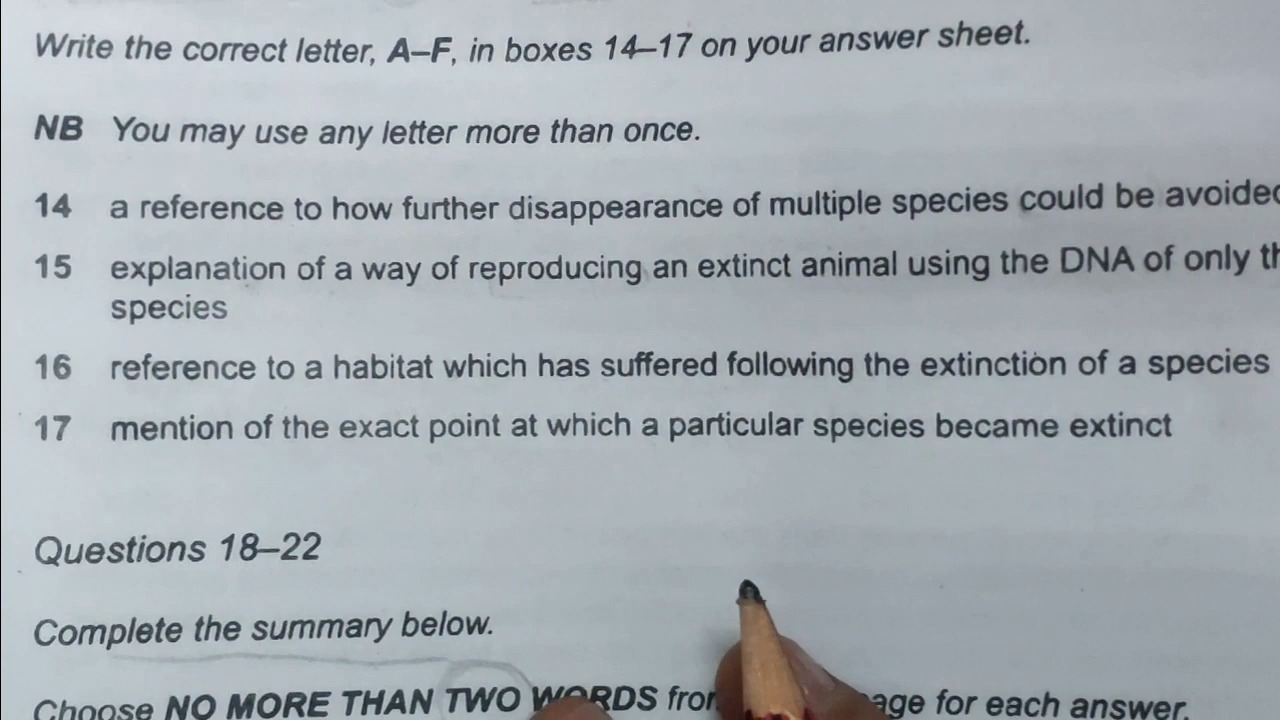 Write the correct letter, A–F, in boxes 14–17 on your answer sheet.
NB You may use any letter more than once.
14 a reference to how further disappearance of multiple species could be avoided
15 explanation of a way of reproducing an extinct animal using the DNA of only
species
16 reference to a habitat which has suffered following the extinction of a species
17 mention of the exact point at which a particular species became extinct
Questions 18–22
Complete the summary below.
Choose NO MORE THAN TWO WORDS for each answer.